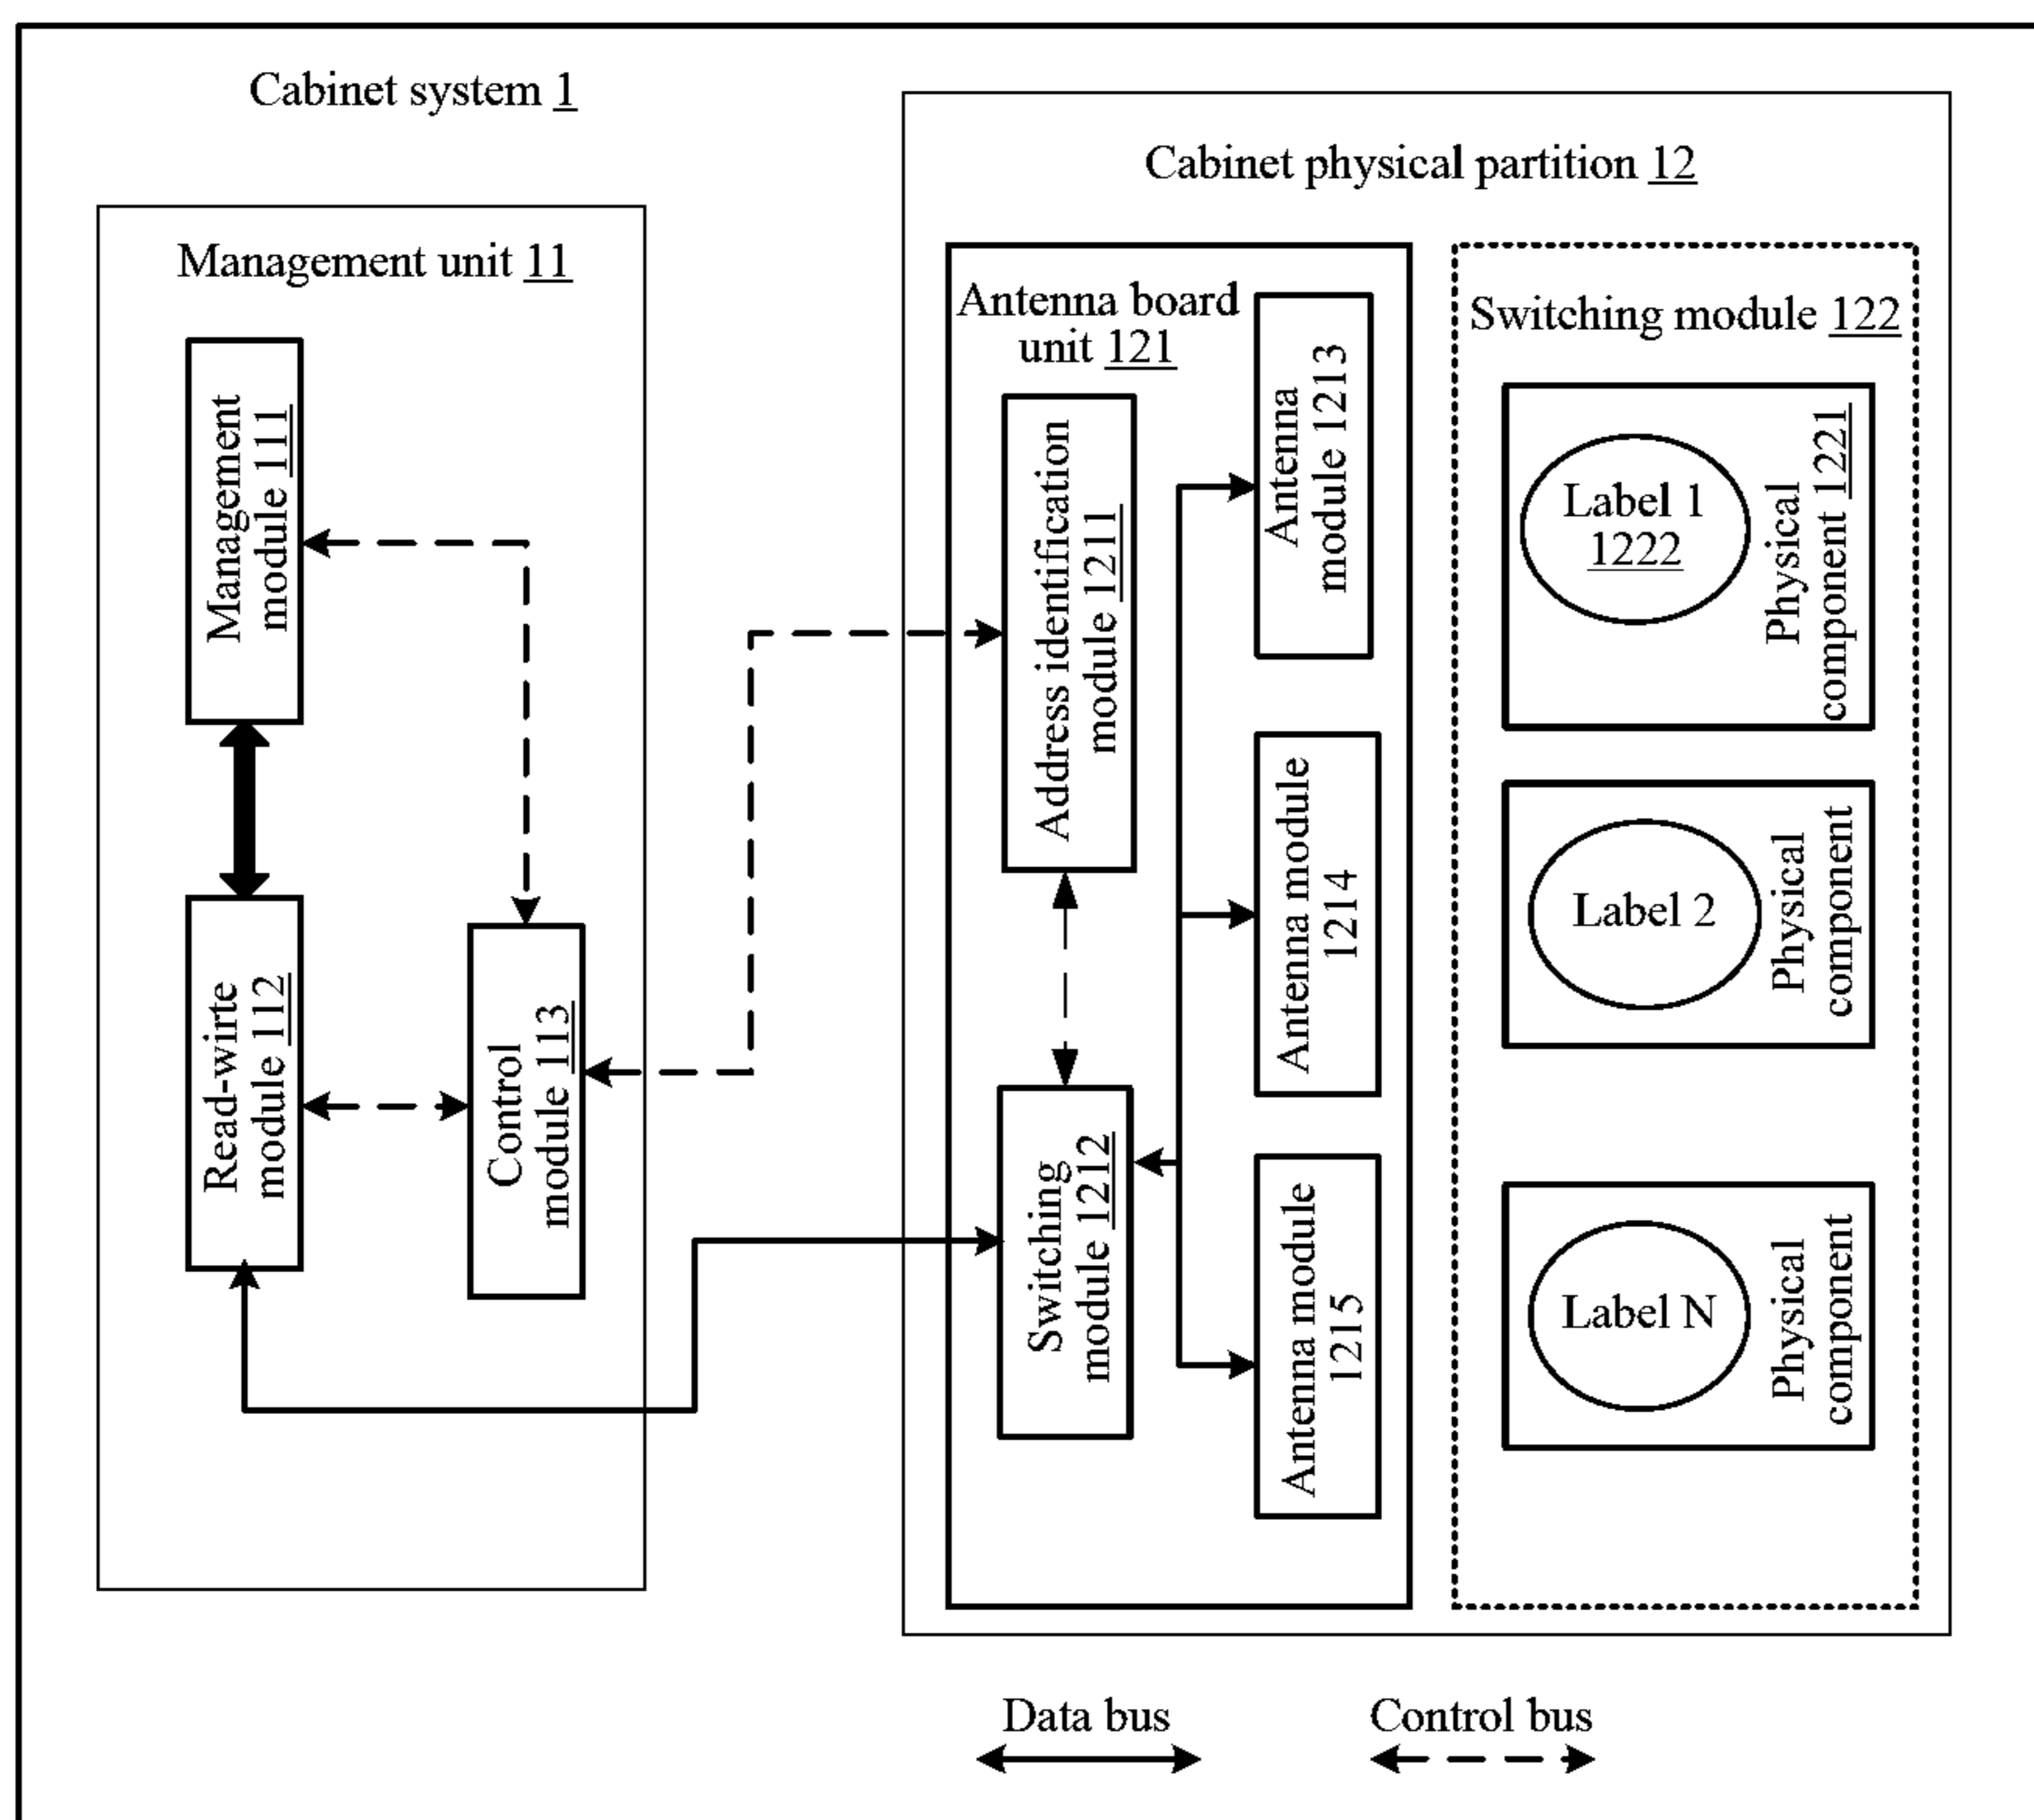 Cabinet system 1
Cabinet physical partition 12
Management unit 11
Management
module 111
Read-wirte
module 112
Control
module 113
Antenna board
unit 121
Address identification
module 1211
Switching
module 1212
Antenna
module 1213
Antenna module
1214
Antenna module
1215
Switching module 122
Label 1
1222
Physical
component 1221
Label 2
Physical
component
Label N
Physical
component
Data bus
Control bus